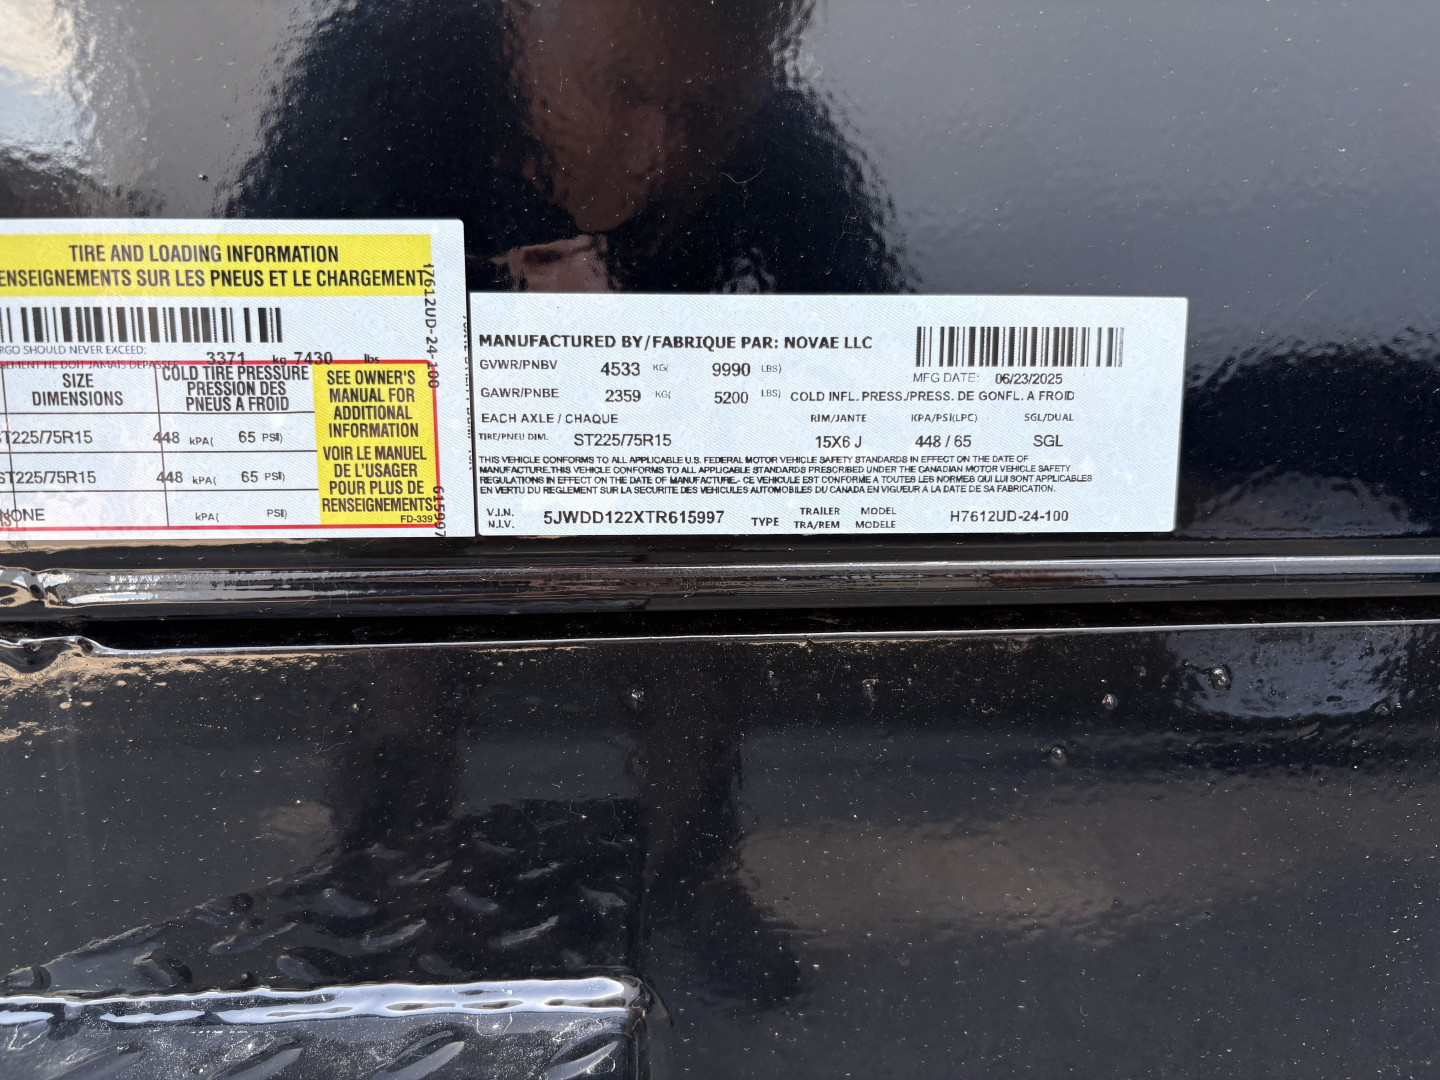 TIRE AND LOADING INFORMATION
ENSEIGNEMENTS SUR LES PNEUS ET LE CHARGEMENT
RGO SHOULD NEVER EXCEED:
3371 kg 7430 lbs
SIZE
DIMENSIONS
COLD TIRE PRESSURE
PRESSION DES
PNEUS A FROID
ST225/75R15 448 kPA( 65 PSI)
ST225/75R15 448 kPA( 65 PSI)
NONE kPA( PSI)
SEE OWNER'S
MANUAL FOR
ADDITIONAL
INFORMATION
VOIR LE MANUEL
DE L'USAGER
POUR PLUS DE
RENSEIGNEMENTS
FD-339
7612UD-24-100
615997
MANUFACTURED BY/FABRIQUE PAR: NOVAE LLC
GVWR/PNBV 4533 KG( 9990 LBS)
MFG DATE: 06/23/2025
GAWR/PNBE 2359 KG( 5200 LBS) COLD INFL. PRESS./PRESS. DE GONFL. A FROID
EACH AXLE / CHAQUE RIM/JANTE KPA/PSI(LPC) SGL/DUAL
TIRE/PNEU DIM. ST225/75R15 15X6 J 448 / 65 SGL
THIS VEHICLE CONFORMS TO ALL APPLICABLE U.S. FEDERAL MOTOR VEHICLE SAFETY STANDARDS IN EFFECT ON THE DATE OF
MANUFACTURE.THIS VEHICLE CONFORMS TO ALL APPLICABLE STANDARDS PRESCRIBED UNDER THE CANADIAN MOTOR VEHICLE SAFETY
REGULATIONS IN EFFECT ON THE DATE OF MANUFACTURE.- CE VEHICULE EST CONFORME A TOUTES LES NORMES QUI LUI SONT APPLICABLES
EN VERTU DU REGLEMENT SUR LA SECURITE DES VEHICULES AUTOMOBILES DU CANADA EN VIGUEUR A LA DATE DE SA FABRICATION.
V.I.N.
N.I.V.
5JWDD122XTR615997
TYPE
TRAILER
TRA/REM
MODEL
MODELE
H7612UD-24-100